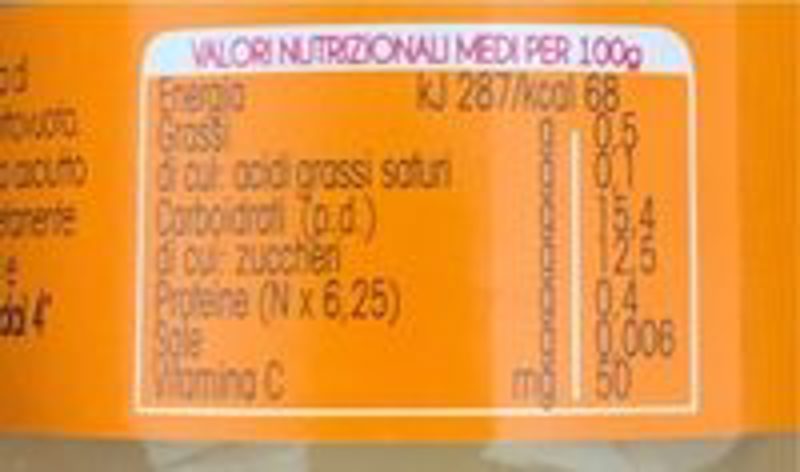 VALORI NUTRIZIONALI MEDI PER 100g
Energia kJ 287/kcal 68
Grassi g 0,5
di cui: acidi grassi saturi g 0,1
Carboidrati (p.d.) g 15,4
di cui: zuccheri g 12,5
Proteine (N x 6,25) g 0,4
Sale g 0,006
Vitamina C mg 50